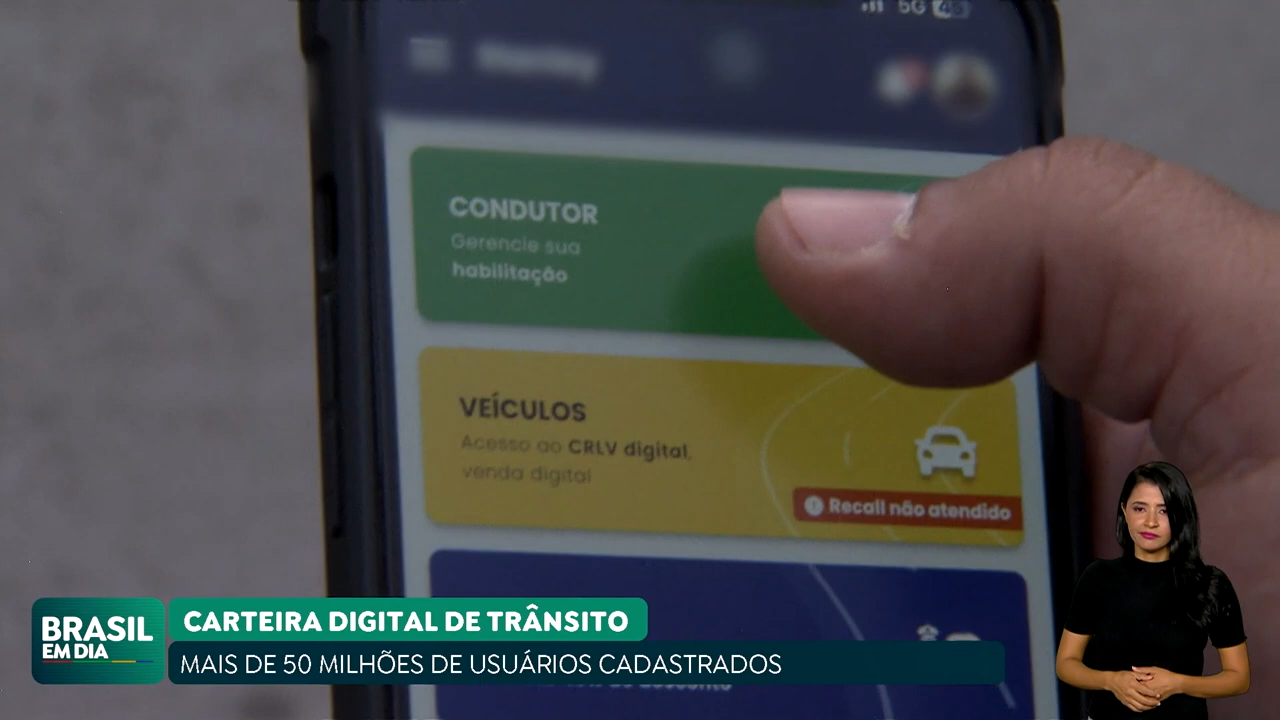 5G
CONDUTOR
Gerencie sua
habilitação
VEÍCULOS
Acesso ao CRLV digital,
venda digital
Recall não atendido
BRASIL
EM DIA
CARTEIRA DIGITAL DE TRÂNSITO
MAIS DE 50 MILHÕES DE USUÁRIOS CADASTRADOS